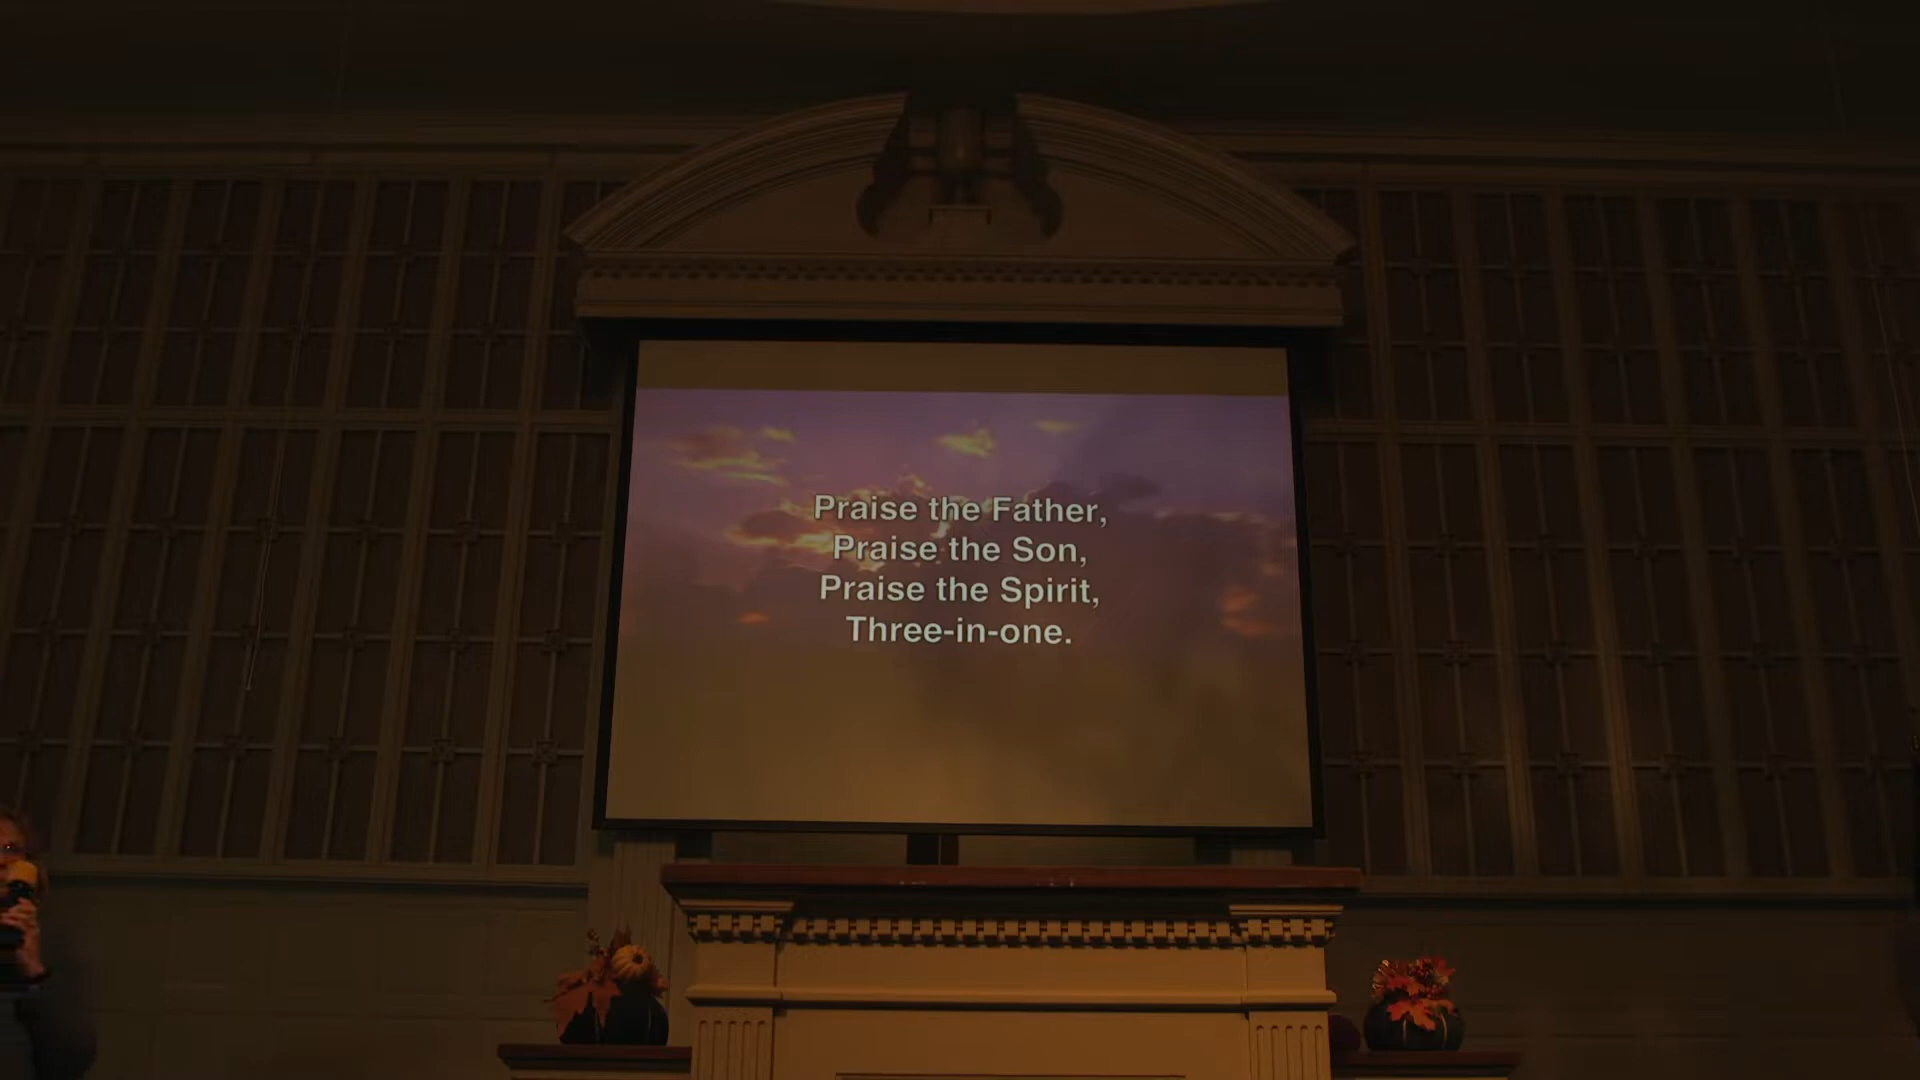 Praise the Father,
Praise the Son,
Praise the Spirit,
Three-in-one.